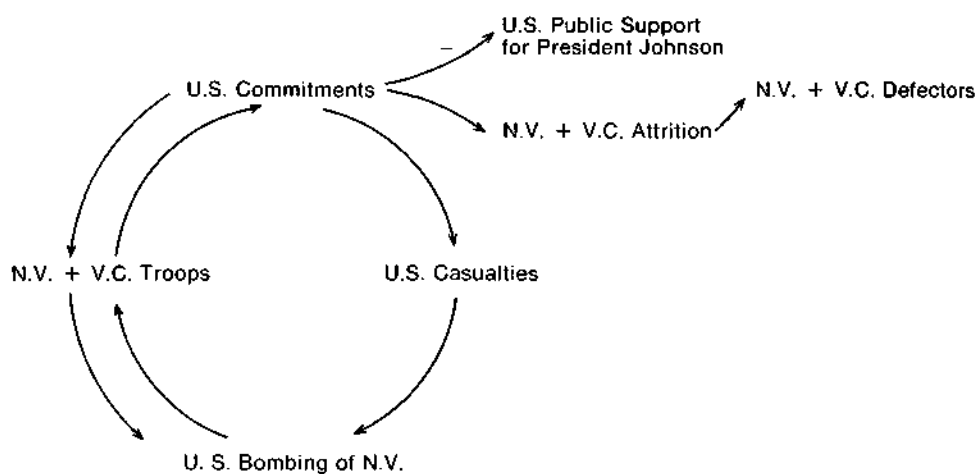 U.S. Public Support
for President Johnson
–
U.S. Commitments
N.V. + V.C. Defectors
N.V. + V.C. Attrition
N.V. + V.C. Troops
U.S. Casualties
U. S. Bombing of N.V.